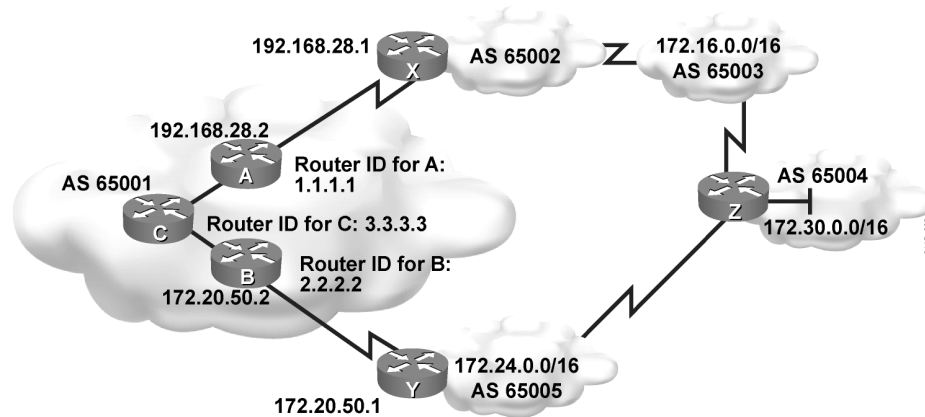 192.168.28.1
X
AS 65002
172.16.0.0/16
AS 65003
192.168.28.2
A
Router ID for A:
1.1.1.1
AS 65001
C
Router ID for C: 3.3.3.3
B
Router ID for B:
2.2.2.2
172.20.50.2
Z
AS 65004
172.30.0.0/16
Y
172.24.0.0/16
AS 65005
172.20.50.1